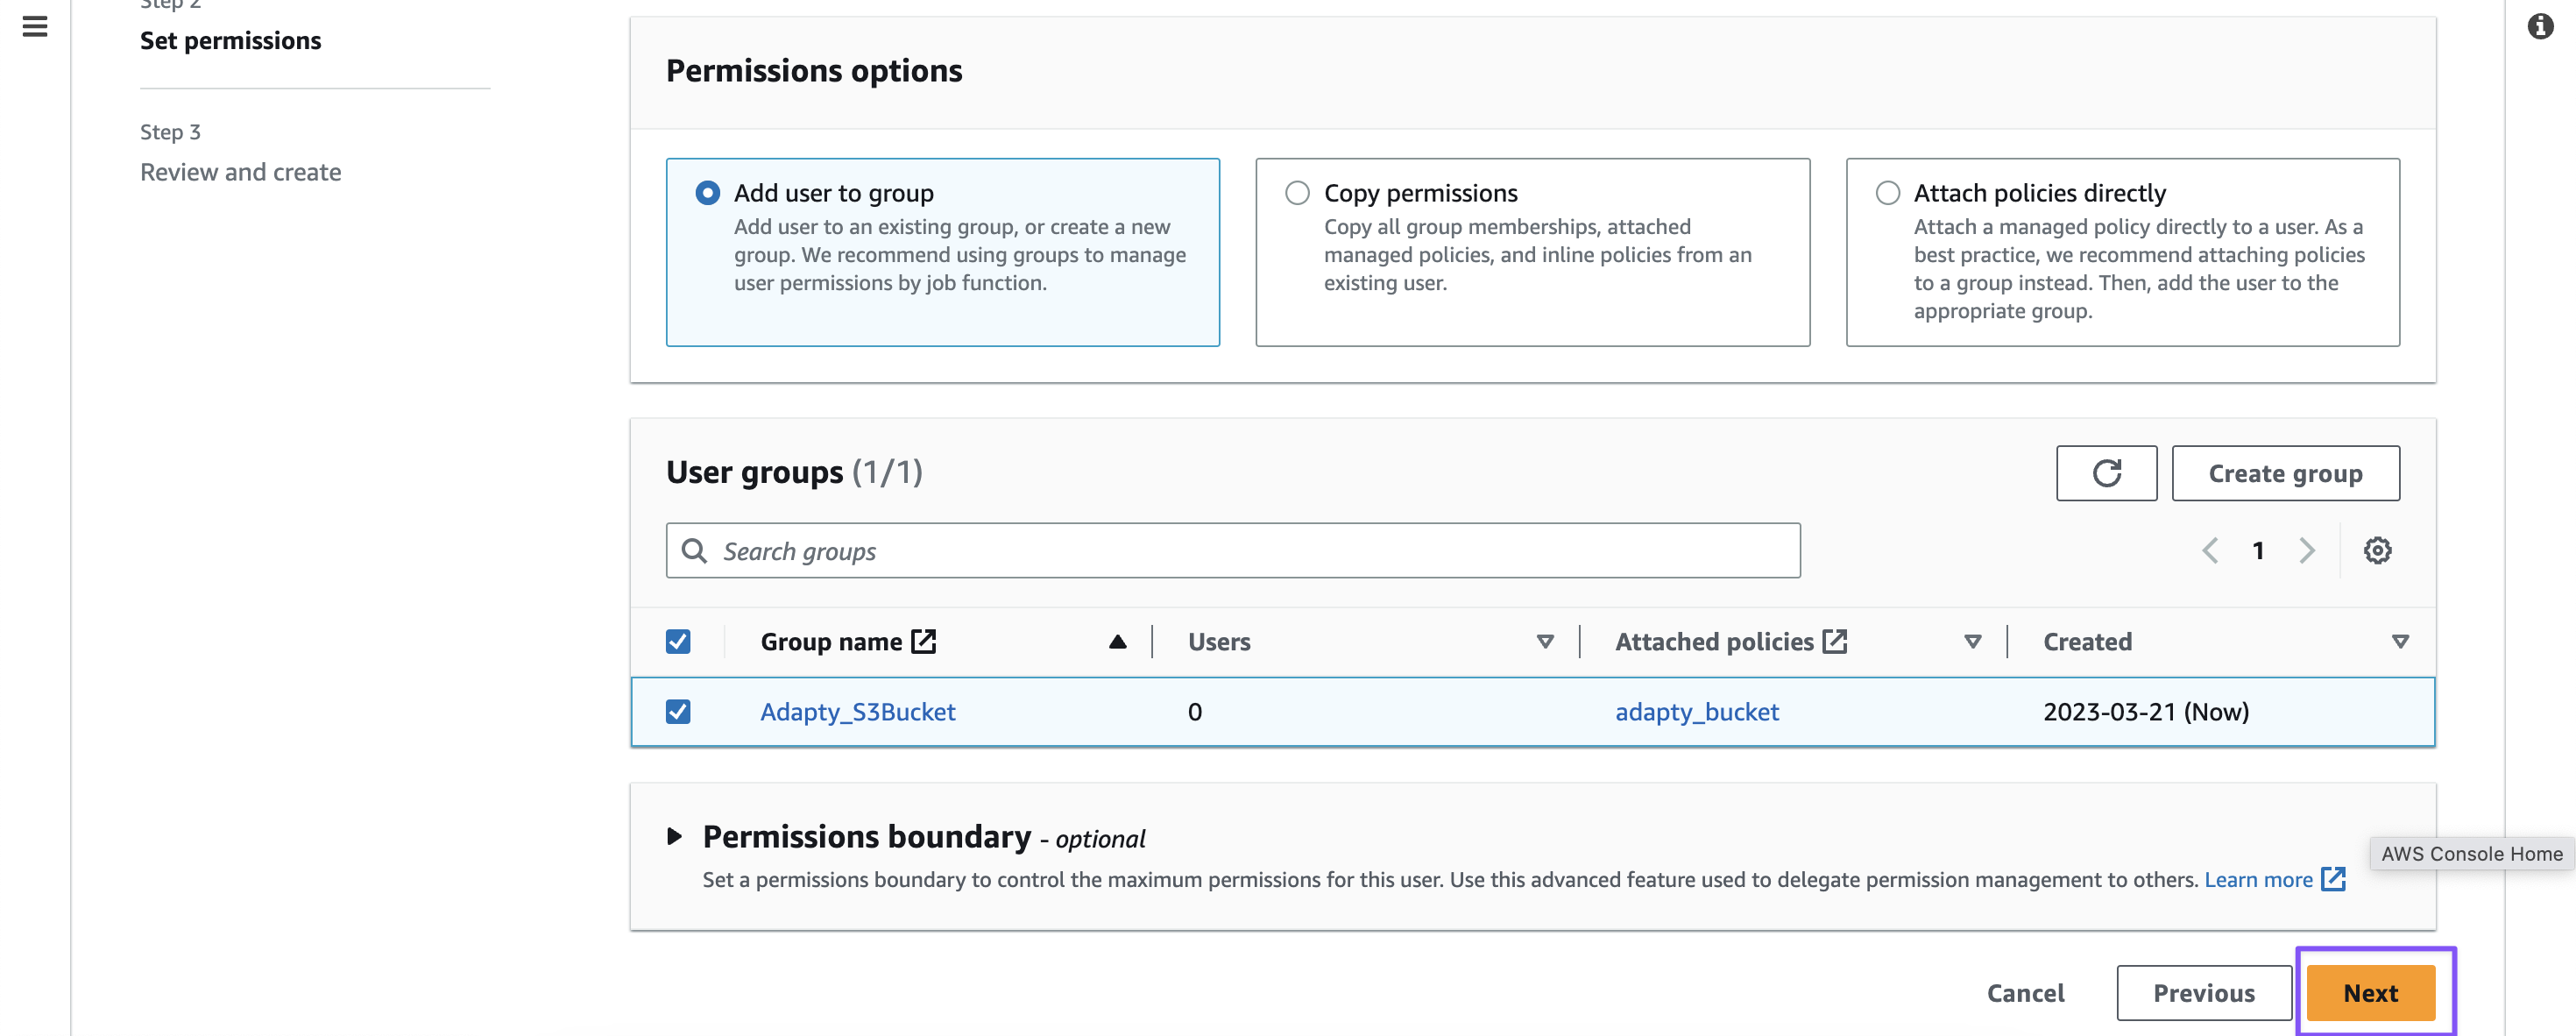 Step 2
Set permissions
Step 3
Review and create
Permissions options
Add user to group
Add user to an existing group, or create a new
group. We recommend using groups to manage
user permissions by job function.
Copy permissions
Copy all group memberships, attached
managed policies, and inline policies from an
existing user.
Attach policies directly
Attach a managed policy directly to a user. As a
best practice, we recommend attaching policies
to a group instead. Then, add the user to the
appropriate group.
User groups (1/1)
Create group
Search groups
1
Group name Users Attached policies Created
Adapty_S3Bucket 0 adapty_bucket 2023-03-21 (Now)
Permissions boundary - optional
Set a permissions boundary to control the maximum permissions for this user. Use this advanced feature used to delegate permission management to others. Learn more
AWS Console Home
Cancel Previous Next